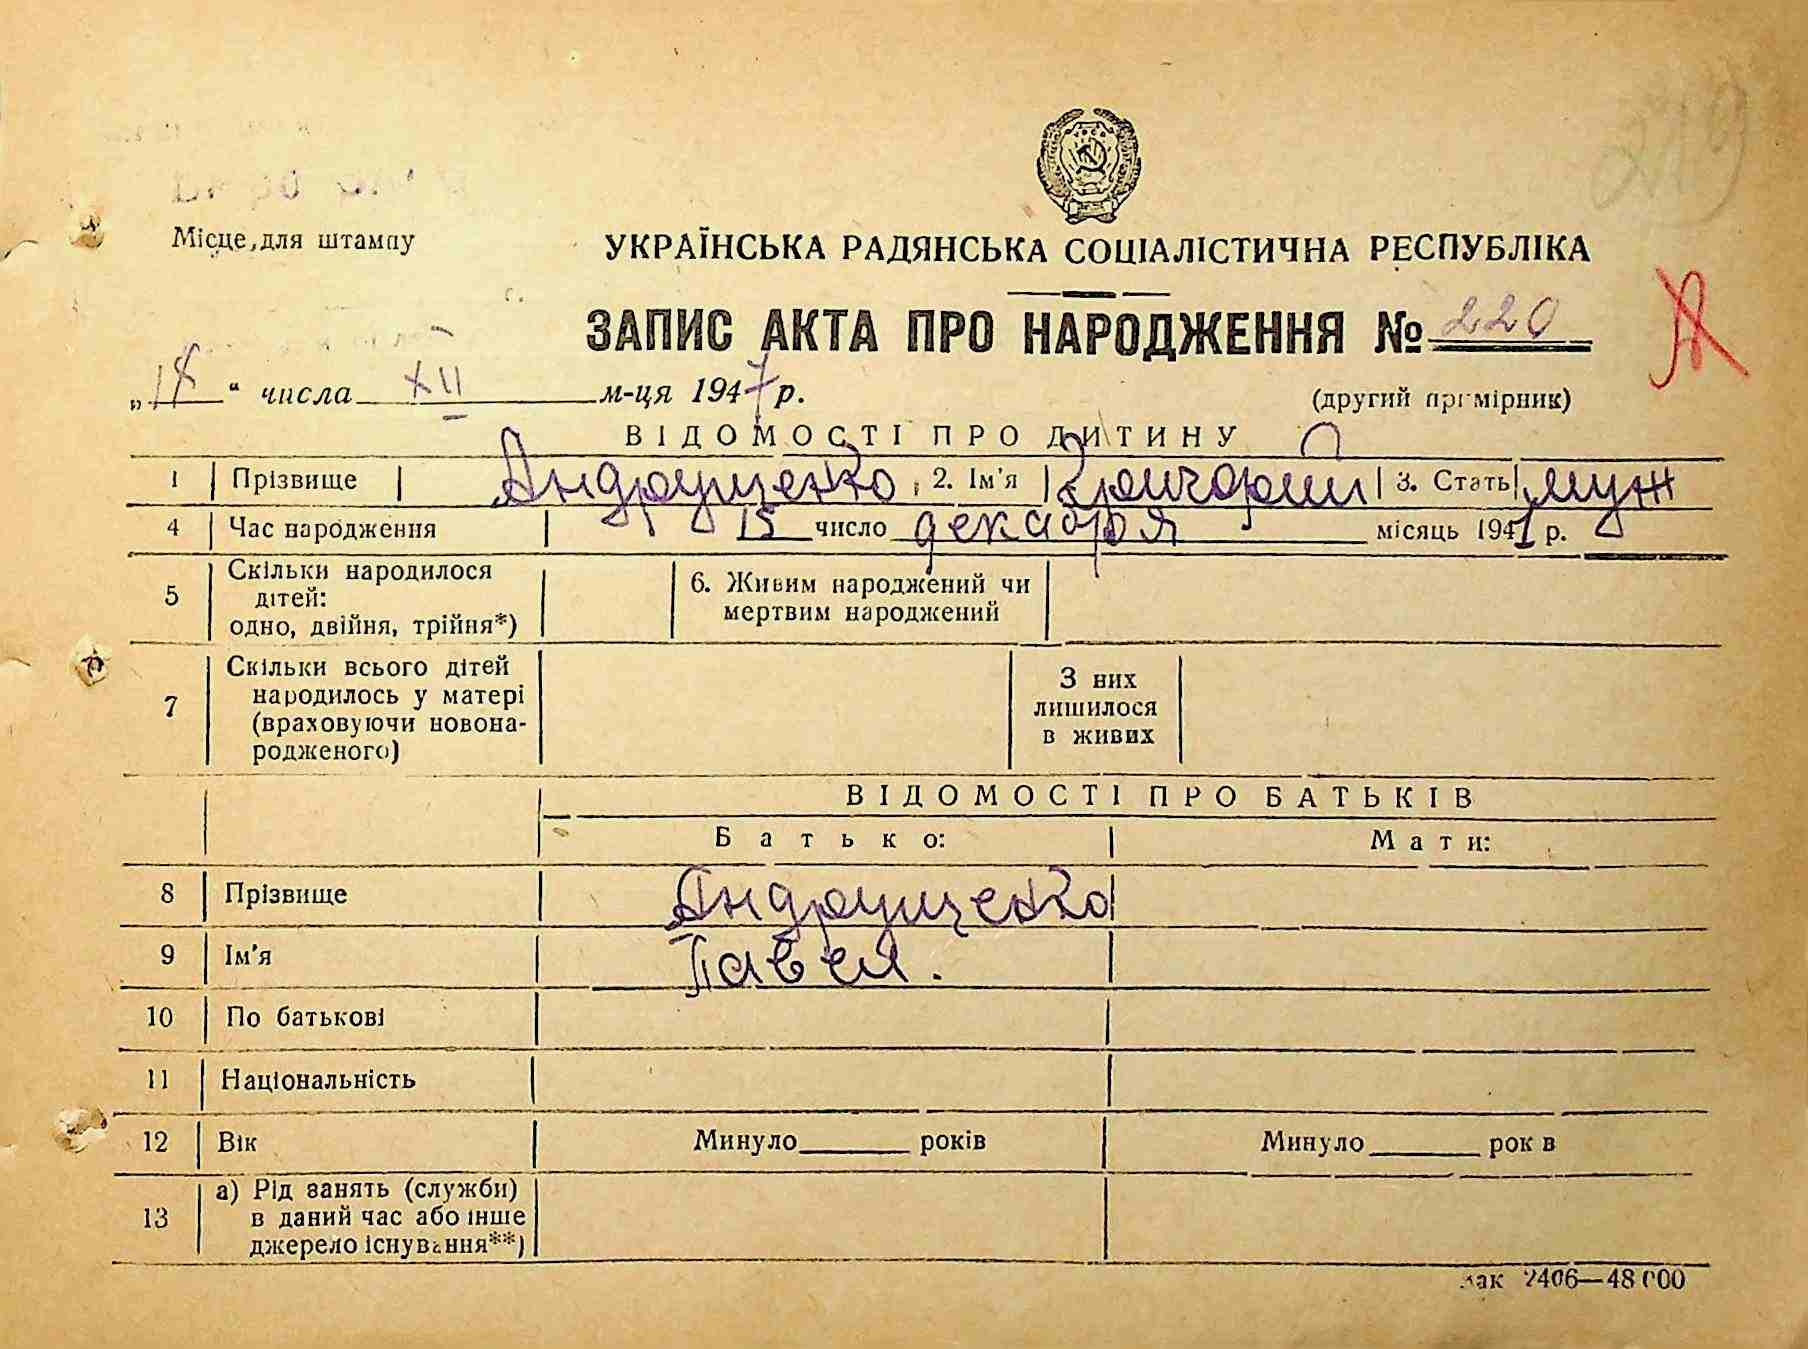 219
Місце для штампу
УКРАЇНСЬКА РАДЯНСЬКА СОЦІАЛІСТИЧНА РЕСПУБЛІКА
ЗАПИС АКТА ПРО НАРОДЖЕННЯ № 220
„18“ числа XII м-ця 1947 р.
(другий примірник)
ВІДОМОСТІ ПРО ДИТИНУ
1 Прізвище Андрущенко 2. Ім'я Григорий 3. Стать муж
4 Час народження 15 число декабря місяць 1941 р.
5 Скільки народилося дітей: одно, двійня, трійня*) 6. Живим народжений чи мертвим народжений
7 Скільки всього дітей народилось у матері (враховуючи новона-родженого) З них лишилося в живих
ВІДОМОСТІ ПРО БАТЬКІВ
Батько: Мати:
8 Прізвище Андрущенко
9 Ім'я Павел.
10 По батькові
11 Національність
12 Вік Минуло years років Минуло рок в
13 а) Рід занять (служби) в даний час або інше джерело існування**)
зак 2406—48000